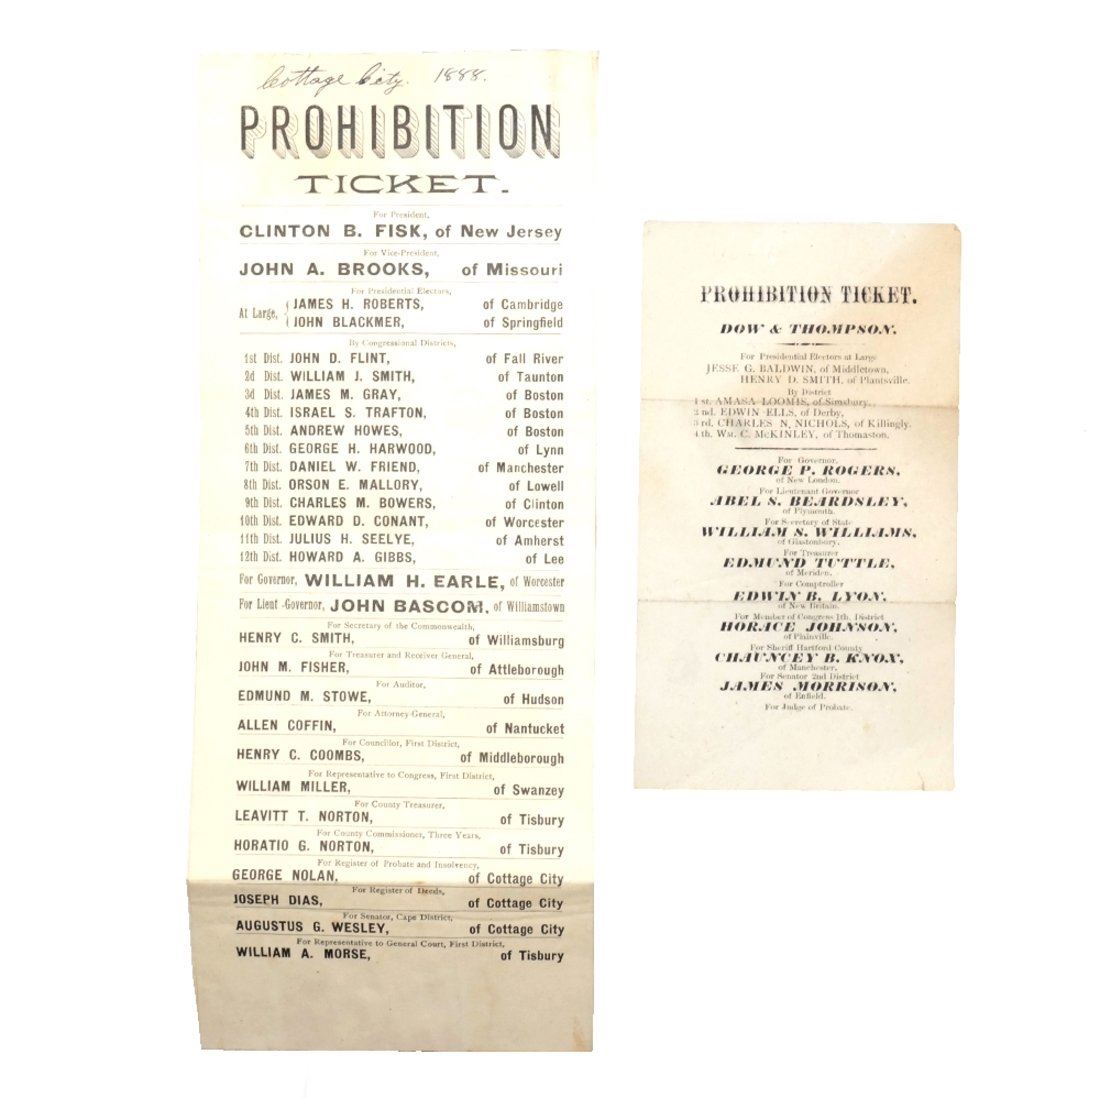 Cottage City. 1888.
PROHIBITION
TICKET.
For President,
CLINTON B. FISK, of New Jersey
For Vice-President,
JOHN A. BROOKS, of Missouri
For Presidential Electors,
At Large, { JAMES H. ROBERTS, of Cambridge
JOHN BLACKMER, of Springfield
By Congressional Districts,
1st Dist. JOHN D. FLINT, of Fall River
2d Dist. WILLIAM J. SMITH, of Taunton
3d Dist. JAMES M. GRAY, of Boston
4th Dist. ISRAEL S. TRAFTON, of Boston
5th Dist. ANDREW HOWES, of Boston
6th Dist. GEORGE H. HARWOOD, of Lynn
7th Dist. DANIEL W. FRIEND, of Manchester
8th Dist. ORSON E. MALLORY, of Lowell
9th Dist. CHARLES M. BOWERS, of Clinton
10th Dist. EDWARD D. CONANT, of Worcester
11th Dist. JULIUS H. SEELYE, of Amherst
12th Dist. HOWARD A. GIBBS, of Lee
For Governor, WILLIAM H. EARLE, of Worcester
For Lieut-Governor, JOHN BASCOM, of Williamstown
For Secretary of the Commonwealth,
HENRY C. SMITH, of Williamsburg
For Treasurer and Receiver General,
JOHN M. FISHER, of Attleborough
For Auditor,
EDMUND M. STOWE, of Hudson
For Attorney-General,
ALLEN COFFIN, of Nantucket
For Councillor, First District,
HENRY C. COOMBS, of Middleborough
For Representative to Congress, First District,
WILLIAM MILLER, of Swanzey
For County Treasurer,
LEAVITT T. NORTON, of Tisbury
For County Commissioner, Three Years,
HORATIO G. NORTON, of Tisbury
For Register of Probate and Insolvency,
GEORGE NOLAN, of Cottage City
For Register of Deeds,
JOSEPH DIAS, of Cottage City
For Senator, Cape District,
AUGUSTUS G. WESLEY, of Cottage City
For Representative to General Court, First District,
WILLIAM A. MORSE, of Tisbury
PROHIBITION TICKET.
DOW & THOMPSON.
For Presidential Electors at Large
JESSE G. BALDWIN, of Middletown,
HENRY D. SMITH, of Plantsville.
By District
1st. AMASA LOOMIS, of Simsbury,
2nd. EDWIN ELLS, of Derby,
3rd. CHARLES N. NICHOLS, of Killingly.
4th. Wm. C. McKINLEY, of Thomaston.
For Governor.
GEORGE P. ROGERS,
of New London.
For Lieutenant Governor
ABEL S. BEARDSLEY,
of Plymouth.
For Secretary of State
WILLIAM S. WILLIAMS,
of Glastonbury.
For Treasurer
EDMUND TUTTLE,
of Meriden.
For Comptroller
EDWIN B. LYON,
of New Britain.
For Member of Congress 1th. District
HORACE JOHNSON,
of Plainville.
For Sheriff Hartford County
CHAUNCEY B. KNOX,
of Manchester.
For Senator 2nd District
JAMES MORRISON,
of Enfield.
For Judge of Probate.